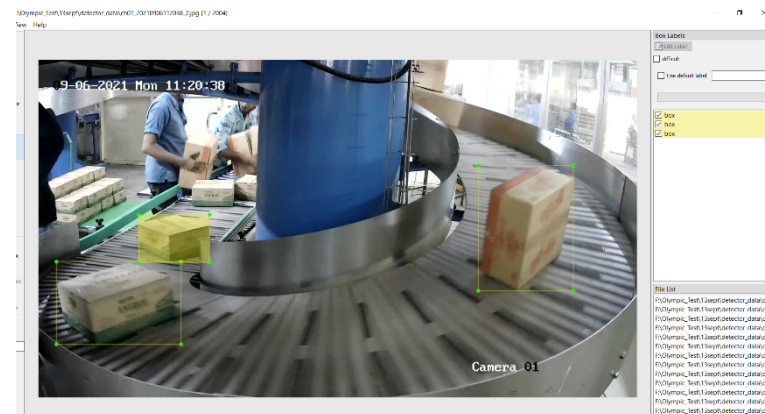 \Olympic_Test\13sept\detector_data\ch01_20210906112038_2.jpg [1 / 2004]
View Help
Box Labels
Edit Label
difficult
Use default label
box
box
box
9-06-2021 Mon 11:20:38
Camera 01
File List
F:\Olympic_Test\13sept\detector_data\c
F:\Olympic_Test\13sept\detector_data\c
F:\Olympic_Test\13sept\detector_data\c
F:\Olympic_Test\13sept\detector_data\c
F:\Olympic_Test\13sept\detector_data\c
F:\Olympic_Test\13sept\detector_data\c
F:\Olympic_Test\13sept\detector_data\c
F:\Olympic_Test\13sept\detector_data\c
F:\Olympic_Test\13sept\detector_data\c
F:\Olympic_Test\13sept\detector_data\c
F:\Olympic_Test\13sept\detector_data\c
F:\Olympic_Test\13sept\detector_data\c